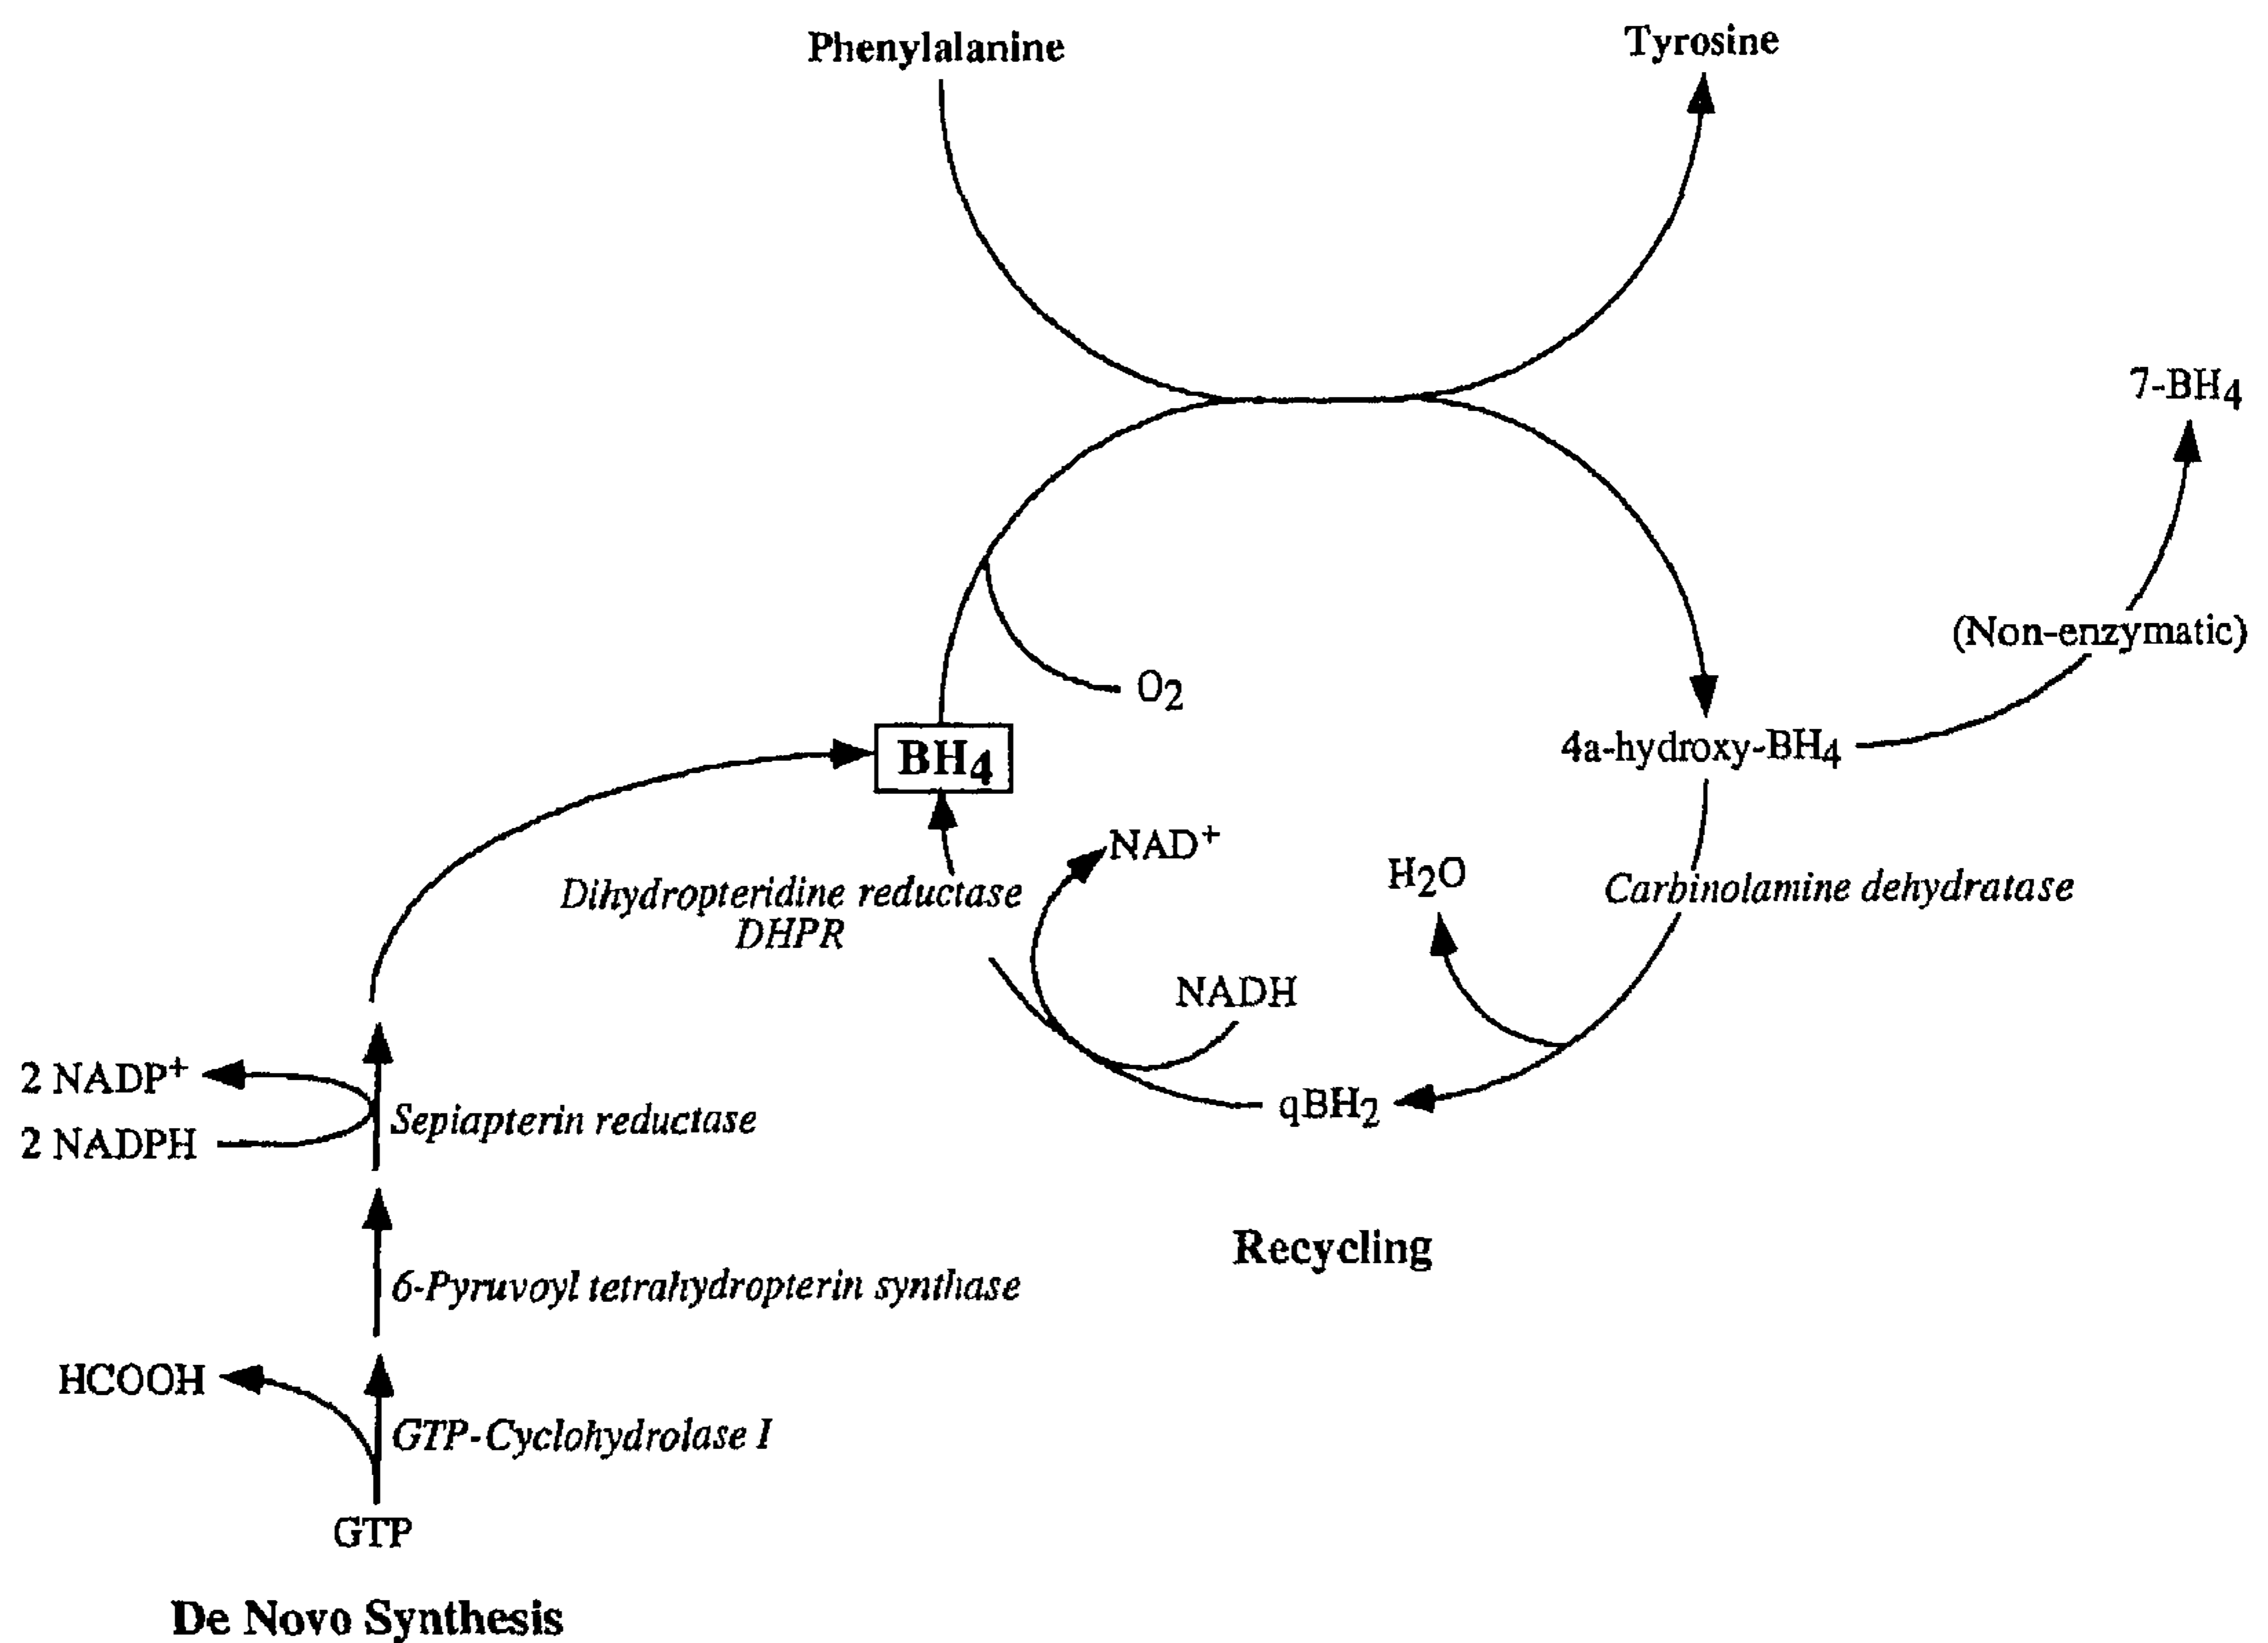 Phenylalanine
Tyrosine
7-BH4
(Non-enzymatic)
O2
BH4
4a-hydroxy-BH4
NAD+
H2O
Dihydropteridine reductase
DHPR
Carbinolamine dehydratase
NADH
qBH2
2 NADP+
2 NADPH
Sepiapterin reductase
Recycling
6-Pyruvoyl tetrahydropterin synthase
HCOOH
GTP-Cyclohydrolase I
GTP
De Novo Synthesis